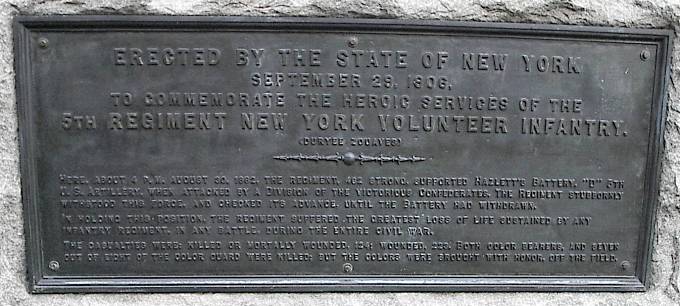 ERECTED BY THE STATE OF NEW YORK
SEPTEMBER 29, 1906,
TO COMMEMORATE THE HEROIC SERVICES OF THE
5TH REGIMENT NEW YORK VOLUNTEER INFANTRY.
(DURYEE ZOUAVES)
HERE, ABOUT 4 P.M. AUGUST 30, 1862, THE REGIMENT, 462 STRONG, SUPPORTED HAZLETT'S BATTERY, "D" 5TH
U.S. ARTILLERY, WHEN ATTACKED BY A DIVISION OF THE VICTORIOUS CONFEDERATES. THE REGIMENT STUBBORNLY
WITHSTOOD THIS FORCE, AND CHECKED ITS ADVANCE, UNTIL THE BATTERY HAD WITHDRAWN.
IN HOLDING THIS POSITION, THE REGIMENT SUFFERED THE GREATEST LOSS OF LIFE SUSTAINED BY ANY
INFANTRY REGIMENT, IN ANY BATTLE, DURING THE ENTIRE CIVIL WAR.
THE CASUALTIES WERE: KILLED OR MORTALLY WOUNDED, 124; WOUNDED, 223. BOTH COLOR BEARERS, AND SEVEN
OUT OF EIGHT OF THE COLOR GUARD WERE KILLED; BUT THE COLORS WERE BROUGHT WITH HONOR, OFF THE FIELD.